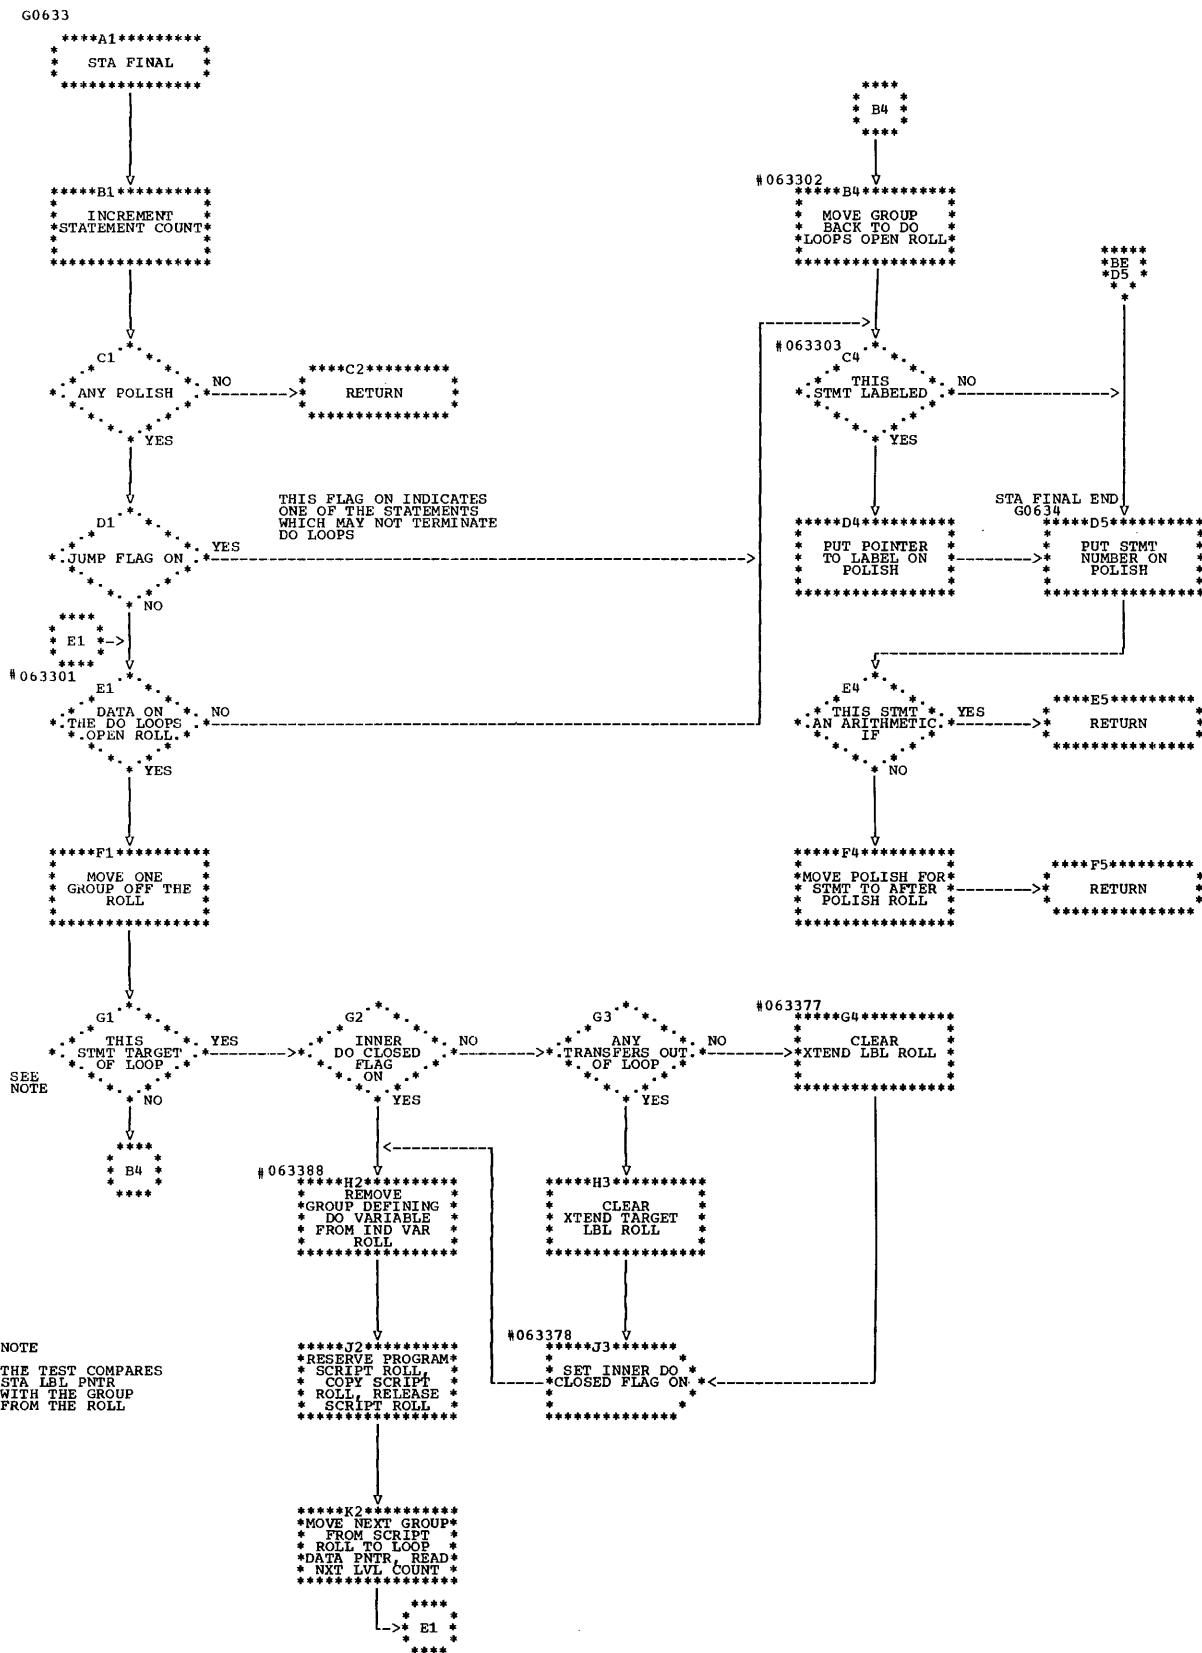 G0633
A1
STA FINAL
B1
INCREMENT
STATEMENT COUNT
C1
ANY POLISH
NO
YES
C2
RETURN
D1
JUMP FLAG ON
YES
NO
THIS FLAG ON INDICATES
ONE OF THE STATEMENTS
WHICH MAY NOT TERMINATE
DO LOOPS
E1
#063301
E1
DATA ON
THE DO LOOPS
OPEN ROLL
NO
YES
F1
MOVE ONE
GROUP OFF THE
ROLL
G1
THIS
STMT TARGET
OF LOOP
YES
NO
SEE
NOTE
B4
G2
INNER
DO CLOSED
FLAG
ON
NO
YES
G3
ANY
TRANSFERS OUT
OF LOOP
NO
YES
#063377
G4
CLEAR
XTEND LBL ROLL
#063388
H2
REMOVE
GROUP DEFINING
DO VARIABLE
FROM IND VAR
ROLL
H3
CLEAR
XTEND TARGET
LBL ROLL
#063378
J3
SET INNER DO
CLOSED FLAG ON
J2
RESERVE PROGRAM
SCRIPT ROLL,
COPY SCRIPT
ROLL, RELEASE
SCRIPT ROLL
K2
MOVE NEXT GROUP
FROM SCRIPT
ROLL TO LOOP
DATA PNTR, READ
NXT LVL COUNT
E1
NOTE
THE TEST COMPARES
STA LBL PNTR
WITH THE GROUP
FROM THE ROLL
B4
#063302
B4
MOVE GROUP
BACK TO DO
LOOPS OPEN ROLL
BE
D5
#063303
C4
THIS
STMT LABELED
NO
YES
D4
PUT POINTER
TO LABEL ON
POLISH
STA FINAL END
G0634
D5
PUT STMT
NUMBER ON
POLISH
E4
THIS STMT
AN ARITHMETIC
IF
YES
NO
E5
RETURN
F4
MOVE POLISH FOR
STMT TO AFTER
POLISH ROLL
F5
RETURN